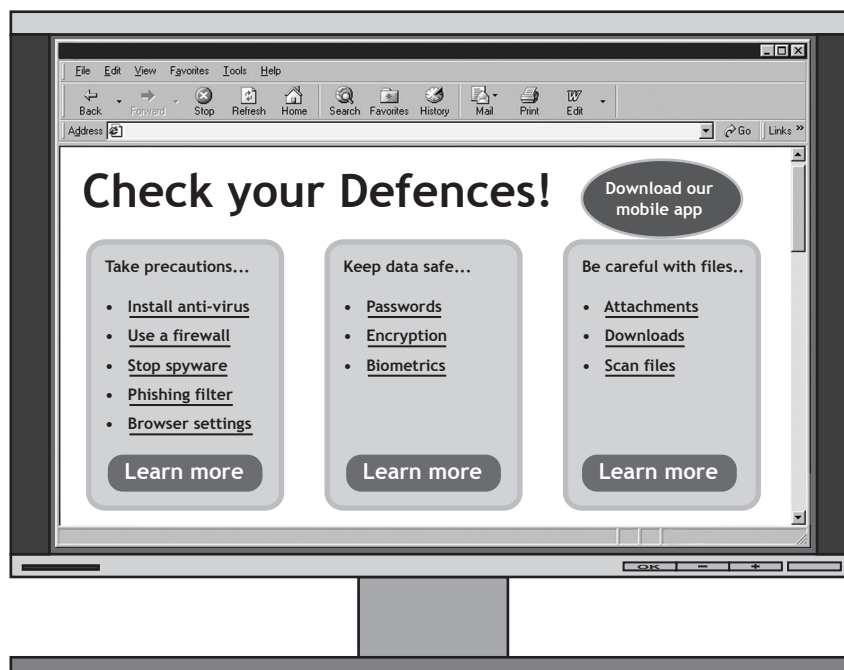 File Edit View Favorites Tools Help
Back Forward Stop Refresh Home Search Favorites History Mail Print Edit
Address Go Links »
Check your Defences!
Download our
mobile app
Take precautions...
• Install anti-virus
• Use a firewall
• Stop spyware
• Phishing filter
• Browser settings
Learn more
Keep data safe...
• Passwords
• Encryption
• Biometrics
Learn more
Be careful with files..
• Attachments
• Downloads
• Scan files
Learn more
OK − +